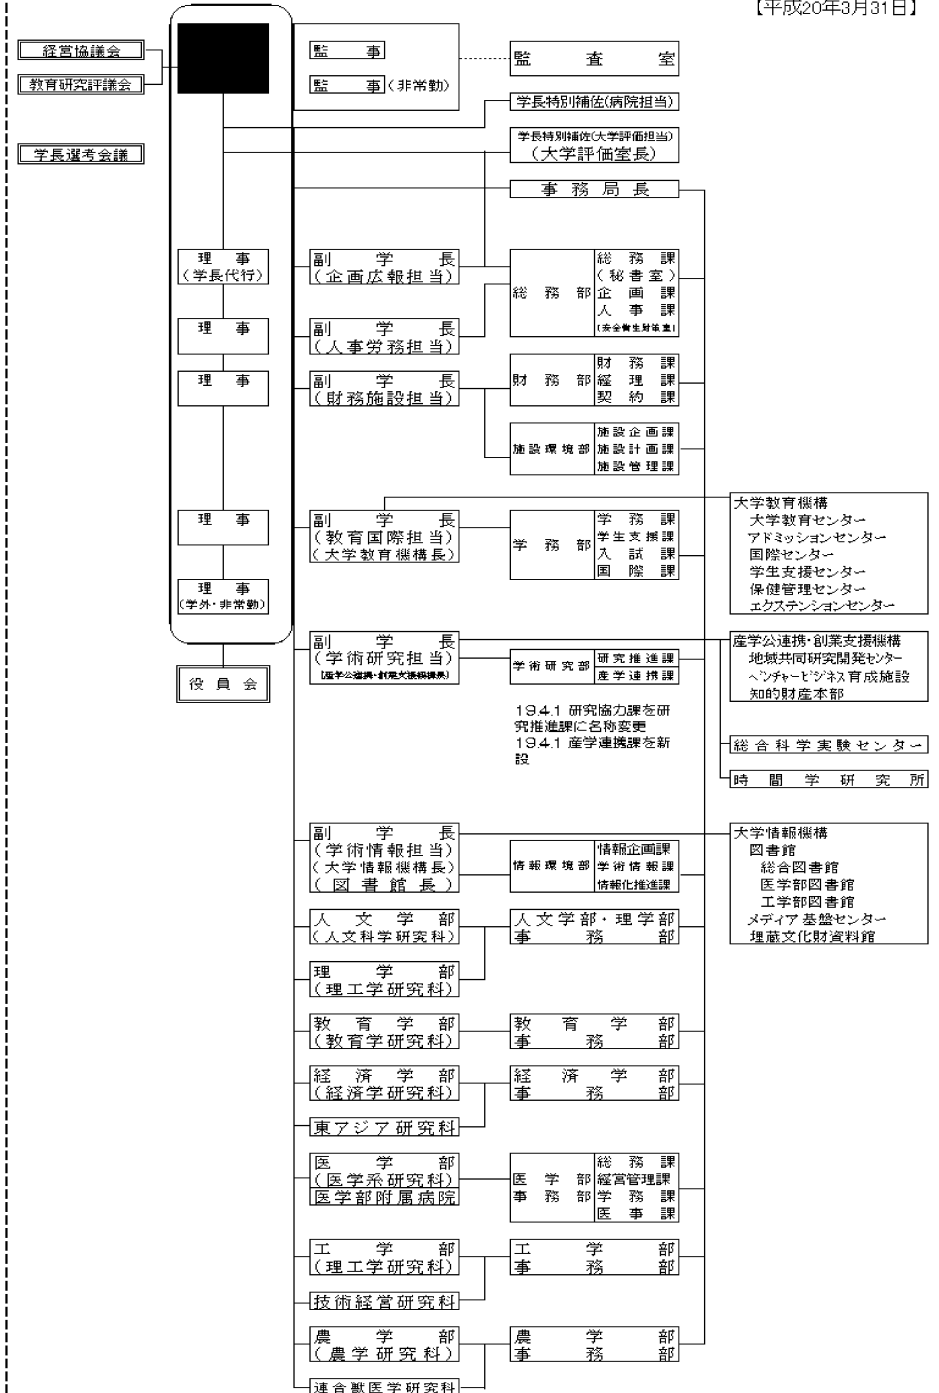 【平成20年3月31日】
経営協議会
教育研究評議会
学長選考会議
監事
監事(非常勤)
監査室
学長特別補佐(病院担当)
学長特別補佐(大学評価担当)
(大学評価室長)
事務局長
理事
(学長代行)
理事
理事
理事
理事
(学外・非常勤)
役員会
副学長
(企画広報担当)
副学長
(人事労務担当)
総務部
総務課
(秘書室)
企画課
人事課
(安全衛生対策室)
副学長
(財務施設担当)
財務部
財務課
経理課
契約課
施設環境部
施設企画課
施設計画課
施設管理課
副学長
(教育国際担当)
(大学教育機構長)
学務部
学務課
学生支援課
入試課
国際課
大学教育機構
大学教育センター
アドミッションセンター
国際センター
学生支援センター
保健管理センター
エクステンションセンター
副学長
(学術研究担当)
(産学公連携・創業支援機構長)
学術研究部
研究推進課
産学連携課
19.4.1 研究協力課を研
究推進課に名称変更
19.4.1 産学連携課を新
設
産学公連携・創業支援機構
地域共同研究開発センター
ベンチャービジネス育成施設
知的財産本部
総合科学実験センター
時間学研究所
副学長
(学術情報担当)
(大学情報機構長)
(図書館長)
情報環境部
情報企画課
学術情報課
情報化推進課
大学情報機構
図書館
総合図書館
医学部図書館
工学部図書館
メディア基盤センター
埋蔵文化財資料館
人文学部
(人文科学研究科)
人文学部・理学部
事務部
理学部
(理工学研究科)
教育学部
(教育学研究科)
教育学部
事務部
経済学部
(経済学研究科)
経済学部
事務部
東アジア研究科
医学部
(医学系研究科)
医学部附属病院
医学部
事務部
総務課
経営管理課
学務課
医事課
工学部
(理工学研究科)
工学部
事務部
技術経営研究科
農学部
(農学研究科)
農学部
事務部
連合獣医学研究科